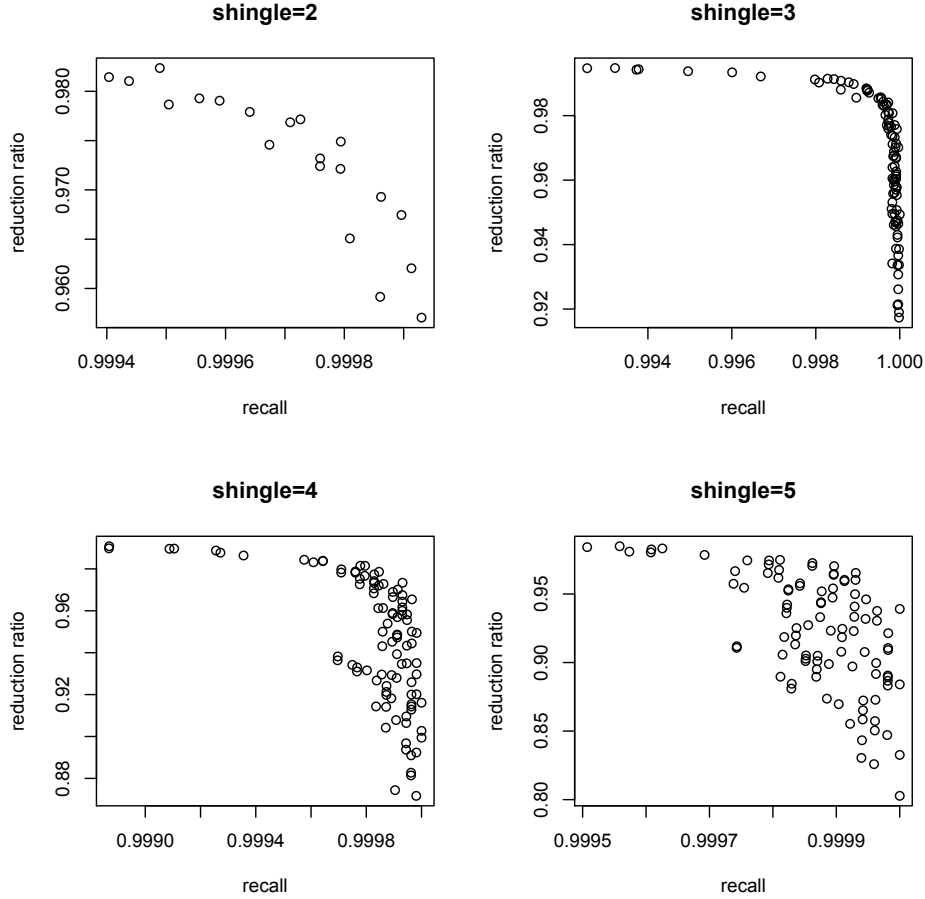 shingle=2
reduction ratio
0.960
0.970
0.980
0.9994
0.9996
0.9998
recall
shingle=3
reduction ratio
0.92
0.94
0.96
0.98
0.994
0.996
0.998
1.000
recall
shingle=4
reduction ratio
0.88
0.92
0.96
0.9990
0.9994
0.9998
recall
shingle=5
reduction ratio
0.80
0.85
0.90
0.95
0.9995
0.9997
0.9999
recall